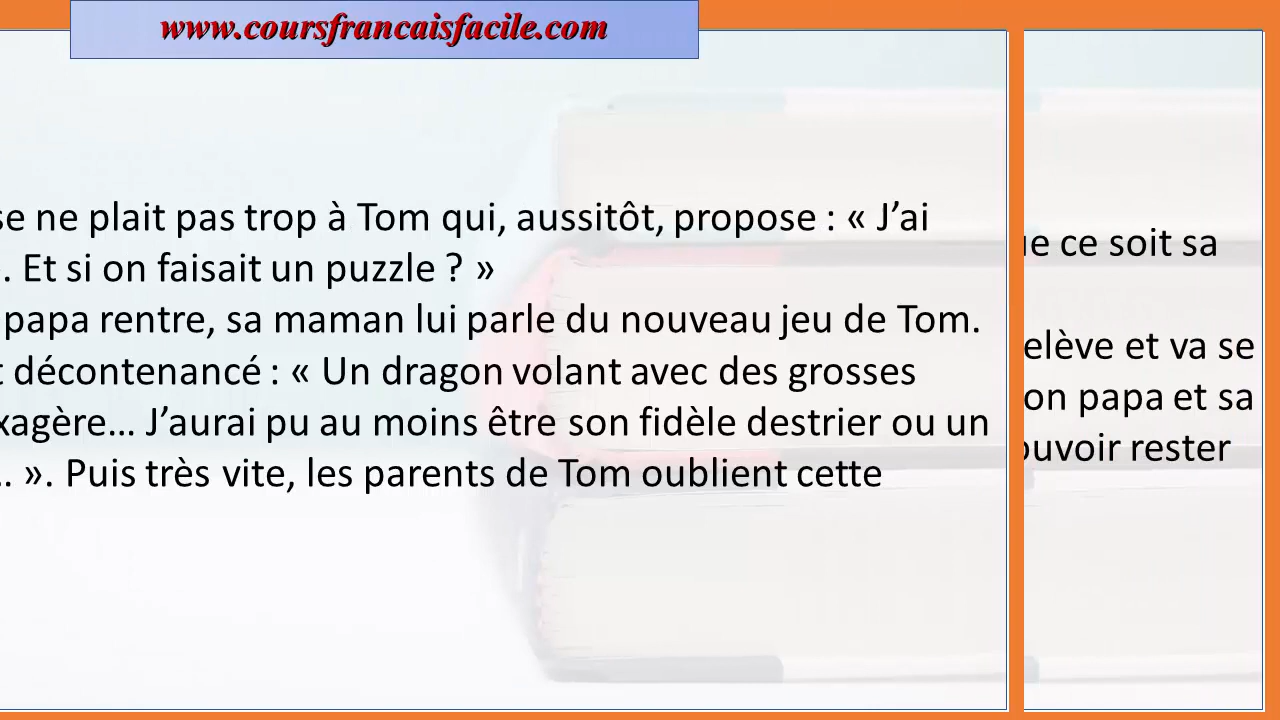 www.coursfrancaisfacile.com
se ne plait pas trop à Tom qui, aussitôt, propose : « J’ai
. Et si on faisait un puzzle ? »
papa rentre, sa maman lui parle du nouveau jeu de Tom.
t décontenancé : « Un dragon volant avec des grosses
xagère... J’aurai pu au moins être son fidèle destrier ou un
.. ». Puis très vite, les parents de Tom oublient cette
ue ce soit sa
elève et va se
on papa et sa
ouvoir rester